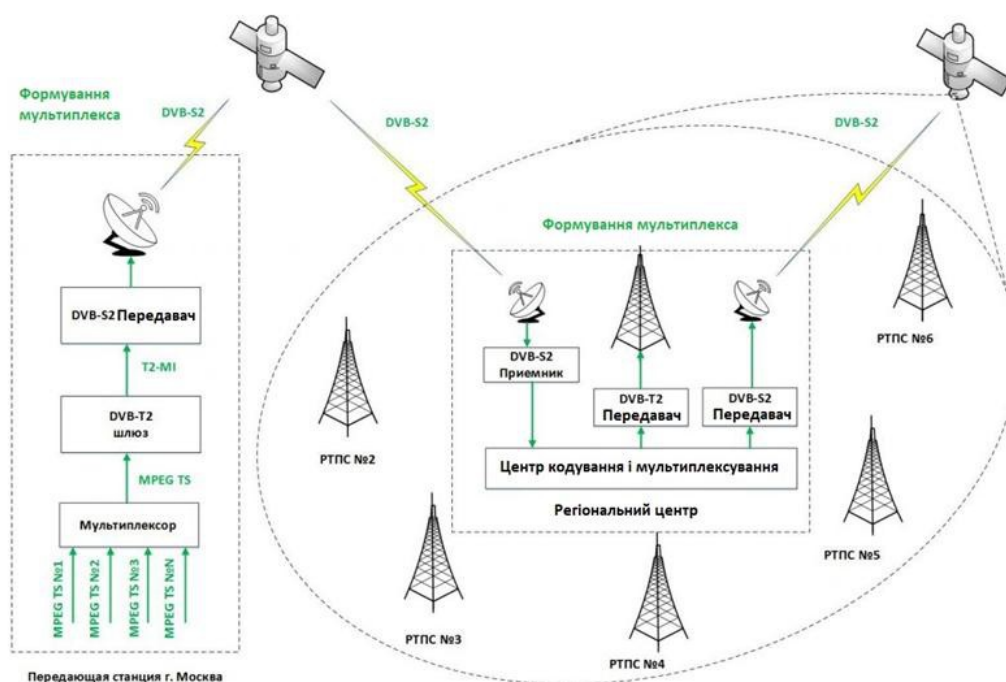 Формування
мультиплекса
DVB-S2
DVB-S2
DVB-S2
DVB-S2 Передавач
T2-MI
DVB-T2
шлюз
MPEG TS
Мультиплексор
MPEG TS №1
MPEG TS №2
MPEG TS №3
MPEG TS №N
Передающая станция г. Москва
Формування мультиплекса
DVB-S2
Приемник
DVB-T2
Передавач
DVB-S2
Передавач
Центр кодування і мультиплексування
Регіональний центр
РТПС №2
РТПС №3
РТПС №4
РТПС №5
РТПС №6